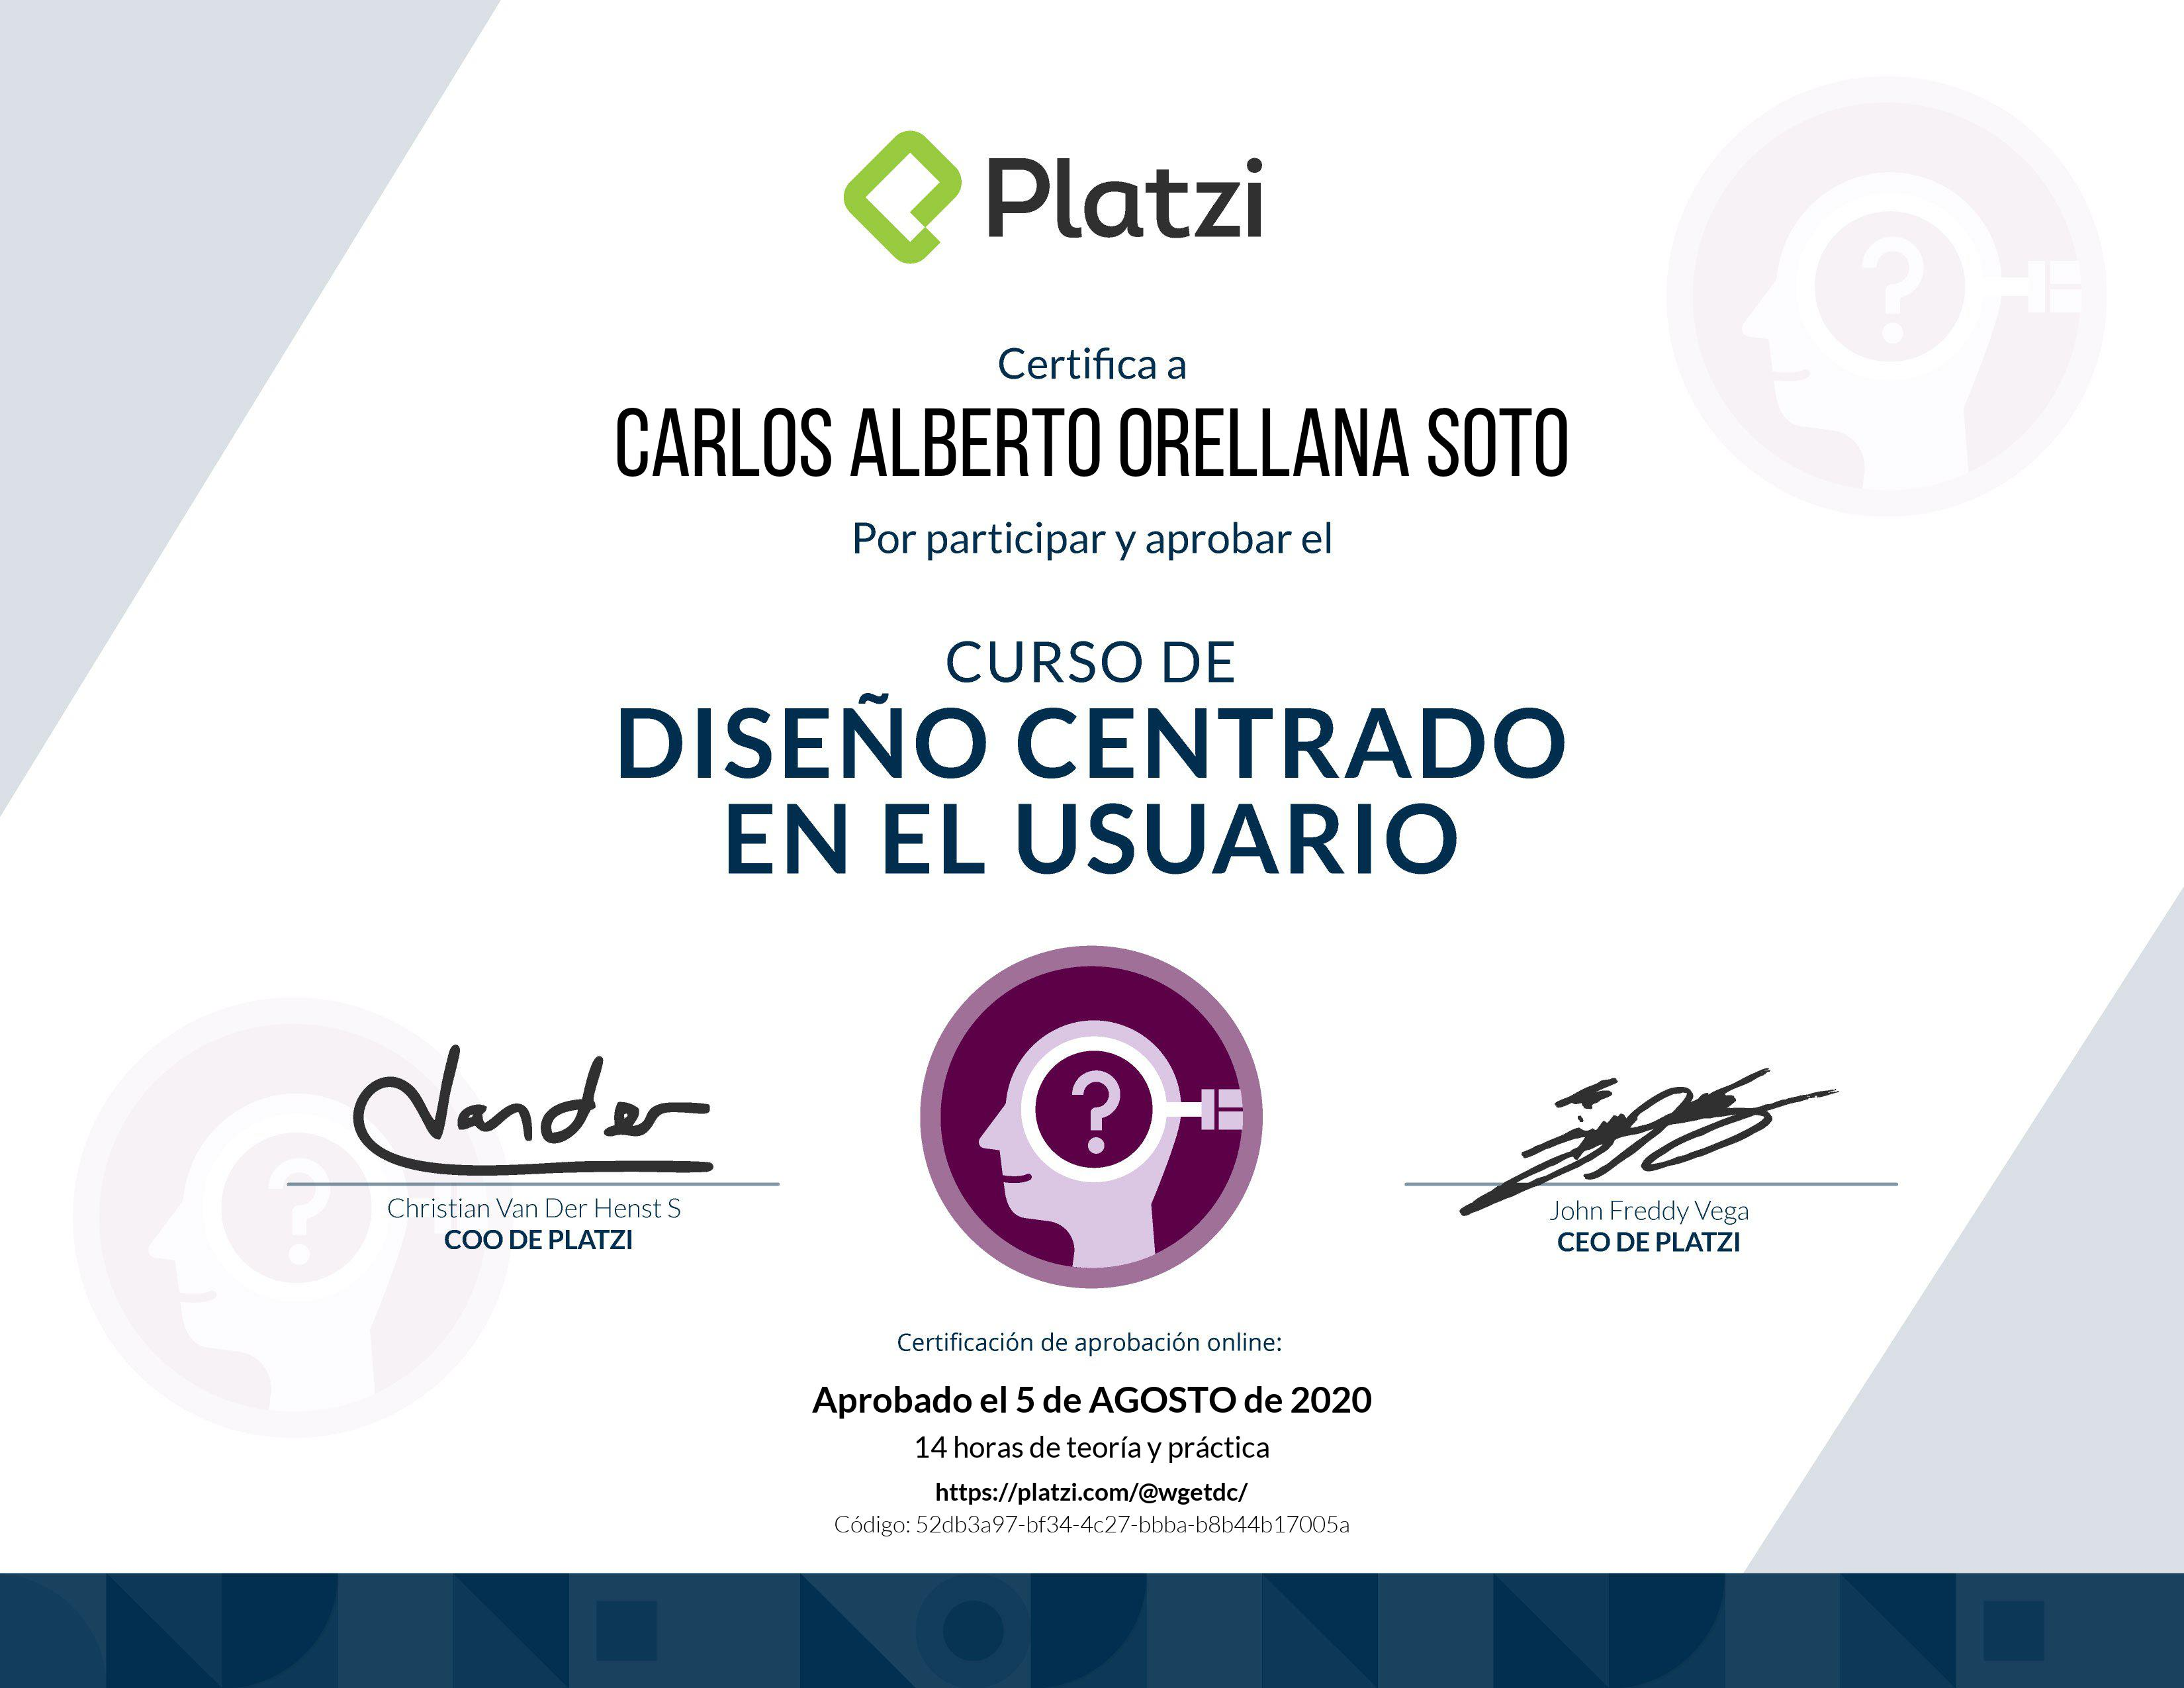 Platzi
Certifica a
CARLOS ALBERTO ORELLANA SOTO
Por participar y aprobar el
CURSO DE
DISEÑO CENTRADO
EN EL USUARIO
Vander
Christian Van Der Henst S
COO DE PLATZI
John Freddy Vega
CEO DE PLATZI
Certificación de aprobación online:
Aprobado el 5 de AGOSTO de 2020
14 horas de teoría y práctica
https://platzi.com/@wgetdc/
Código: 52db3a97-bf34-4c27-bbba-b8b44b17005a